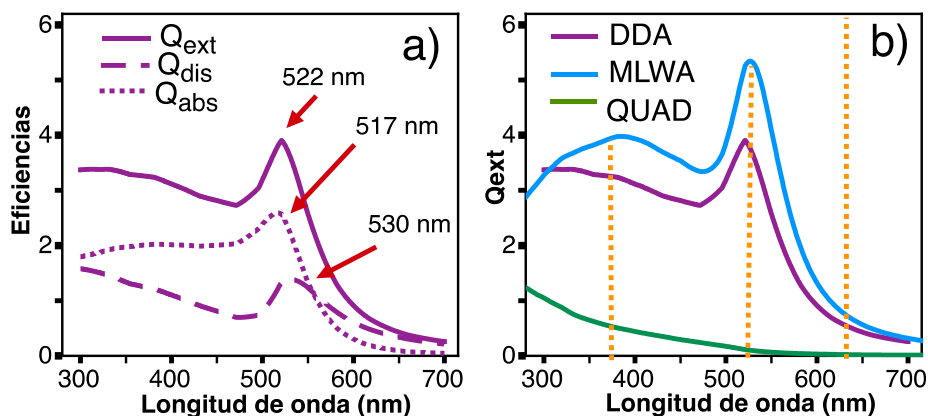 a)
Q_ext
Q_dis
Q_abs
522 nm
517 nm
530 nm
Eficiencias
6
4
2
0
300 400 500 600 700
Longitud de onda (nm)
b)
DDA
MLWA
QUAD
Qext
6
4
2
0
300 400 500 600 700
Longitud de onda (nm)